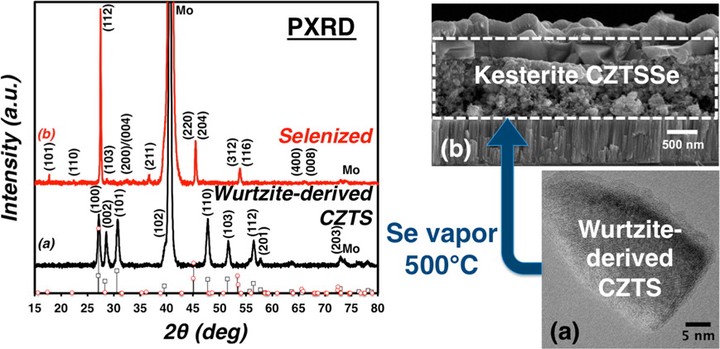 PXRD
Intensity (a.u.)
Mo
(112)
(b)
Selenized
(101)
(110)
(103)
(200)/(004)
(211)
(220)
(204)
(312)
(116)
(400)
(008)
Mo
Wurtzite-derived
CZTS
(a)
(100)
(002)
(101)
(102)
(110)
(103)
(112)
(201)
(203)
Mo
15 20 25 30 35 40 45 50 55 60 65 70 75 80
2θ (deg)
Kesterite CZTSSe
(b)
500 nm
Se vapor
500°C
Wurtzite-
derived
CZTS
(a)
5 nm